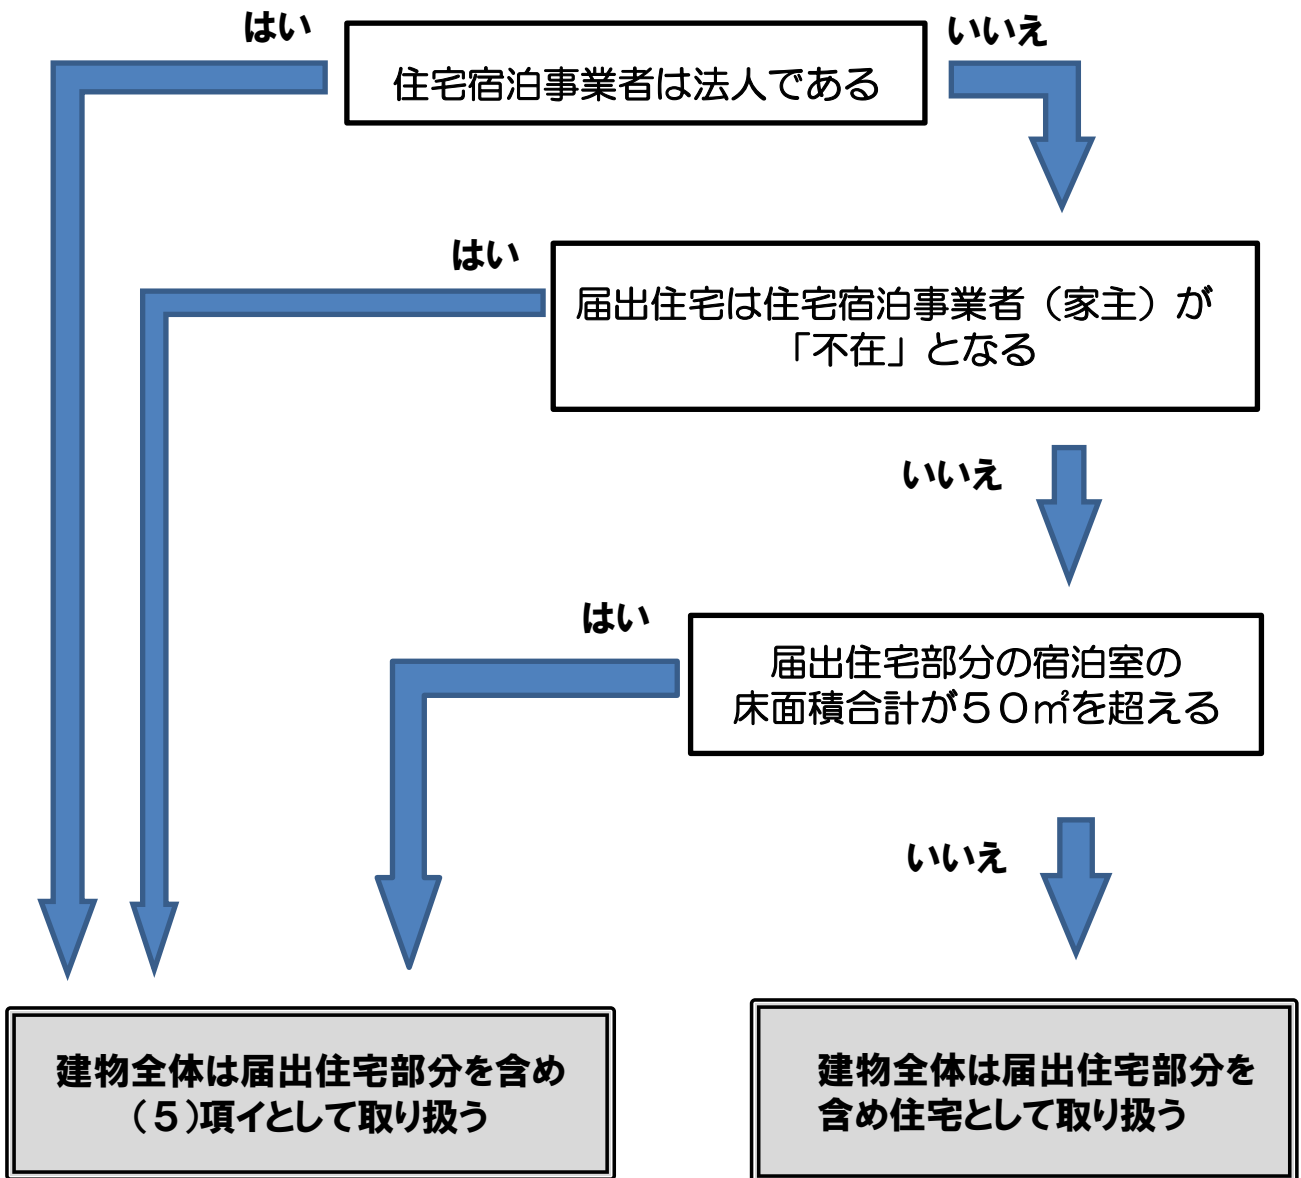 はい
いいえ
住宅宿泊事業者は法人である
はい
届出住宅は住宅宿泊事業者（家主）が
「不在」となる
いいえ
はい
届出住宅部分の宿泊室の
床面積合計が５０㎡を超える
いいえ
建物全体は届出住宅部分を含め
（５）項イとして取り扱う
建物全体は届出住宅部分を
含め住宅として取り扱う